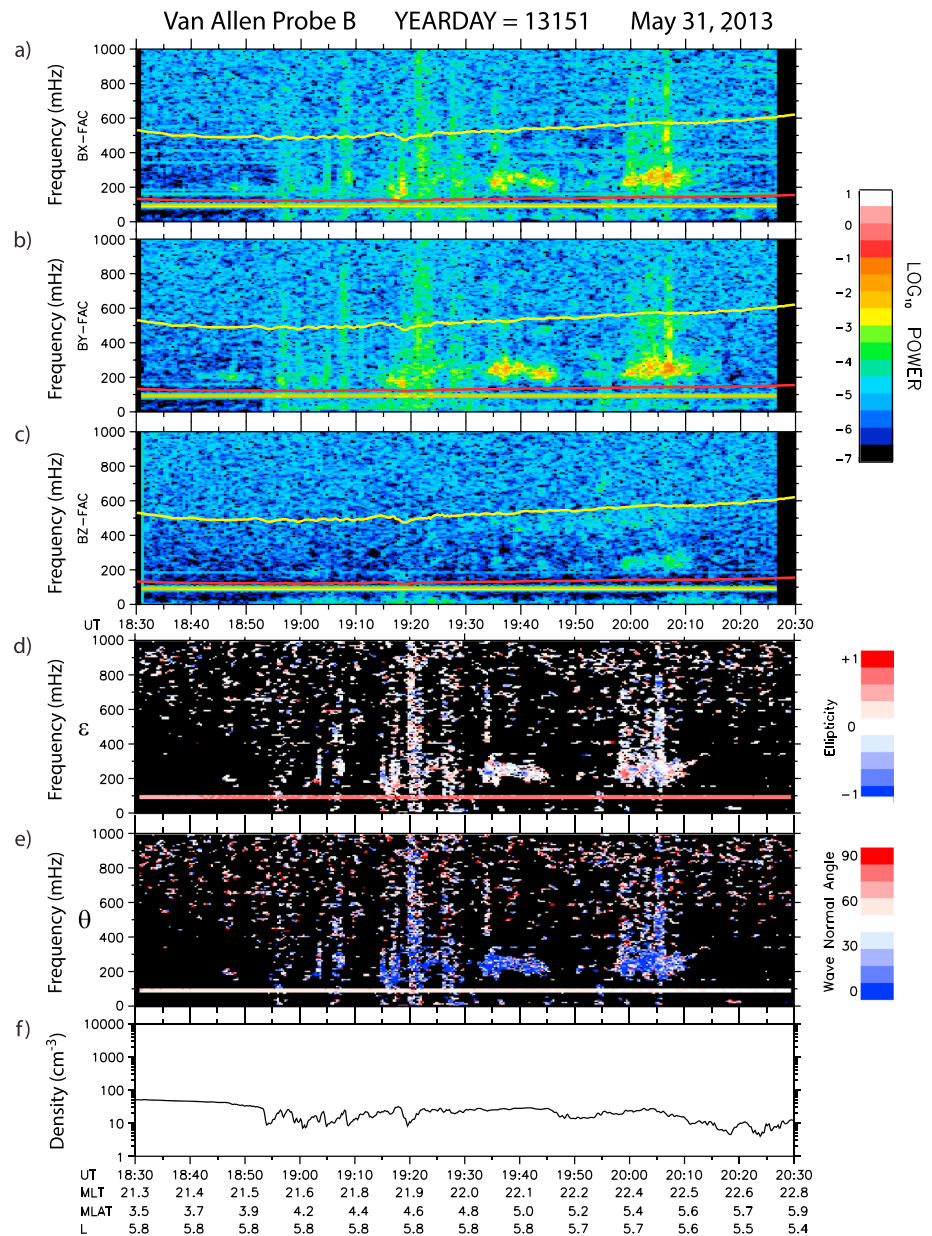 Van Allen Probe B YEARDAY = 13151 May 31, 2013
a)
Frequency (mHz)
BX-FAC
1000
800
600
400
200
0
b)
Frequency (mHz)
BY-FAC
1000
800
600
400
200
0
c)
Frequency (mHz)
BZ-FAC
1000
800
600
400
200
0
UT 18:30 18:40 18:50 19:00 19:10 19:20 19:30 19:40 19:50 20:00 20:10 20:20 20:30
1
0
-1
-2
-3
-4
-5
-6
-7
LOG10 POWER
d)
Frequency (mHz)
ε
1000
800
600
400
200
0
+1
0
-1
Ellipticity
e)
Frequency (mHz)
θ
1000
800
600
400
200
0
Wave Normal Angle
90
60
30
0
f)
Density (cm-3)
10000
1000
100
10
1
UT 18:30 18:40 18:50 19:00 19:10 19:20 19:30 19:40 19:50 20:00 20:10 20:20 20:30
MLT 21.3 21.4 21.5 21.6 21.8 21.9 22.0 22.1 22.2 22.4 22.5 22.6 22.8
MLAT 3.5 3.7 3.9 4.2 4.4 4.6 4.8 5.0 5.2 5.4 5.6 5.7 5.9
L 5.8 5.8 5.8 5.8 5.8 5.8 5.8 5.8 5.7 5.7 5.6 5.5 5.4